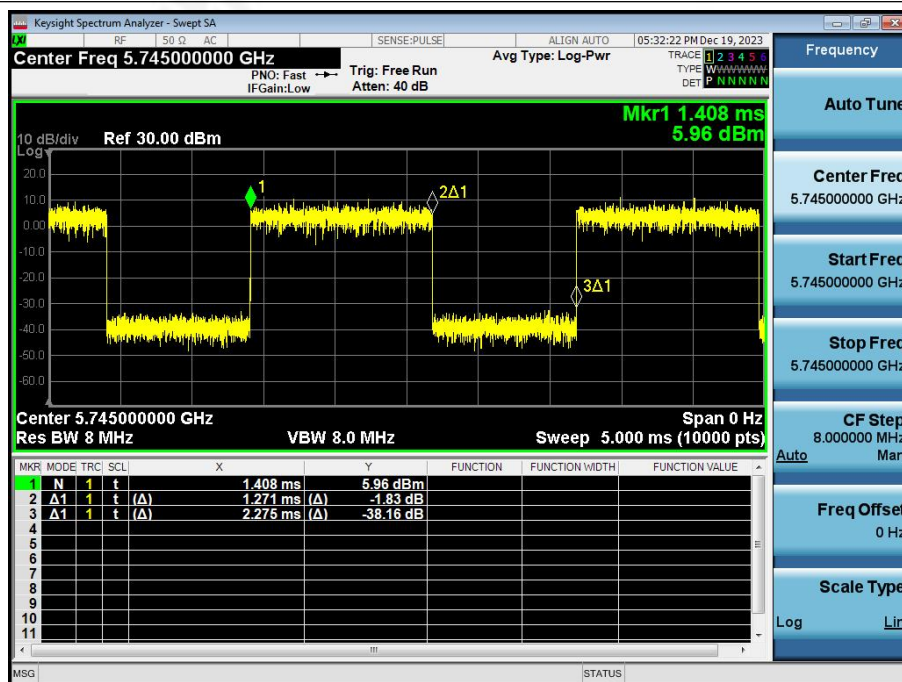 Keysight Spectrum Analyzer - Swept SA
LXI RF 50 Ω AC SENSE:PULSE ALIGN AUTO 05:32:22 PM Dec 19, 2023
Center Freq 5.745000000 GHz
Avg Type: Log-Pwr
TRACE 1 2 3 4 5 6
TYPE WWWWWW
DET P N N N N N
PNO: Fast Trig: Free Run
IFGain:Low Atten: 40 dB
Mkr1 1.408 ms
5.96 dBm
10 dB/div Ref 30.00 dBm
Log
20.0
10.0
0.00
-10.0
-20.0
-30.0
-40.0
-50.0
-60.0
1
2Δ1
3Δ1
Center 5.745000000 GHz Span 0 Hz
Res BW 8 MHz VBW 8.0 MHz Sweep 5.000 ms (10000 pts)
MKR MODE TRC SCL X Y FUNCTION FUNCTION WIDTH FUNCTION VALUE
1 N 1 t 1.408 ms 5.96 dBm
2 Δ1 1 t (Δ) 1.271 ms (Δ) -1.83 dB
3 Δ1 1 t (Δ) 2.275 ms (Δ) -38.16 dB
4
5
6
7
8
9
10
11
MSG STATUS
Frequency
Auto Tune
Center Freq
5.745000000 GHz
Start Freq
5.745000000 GHz
Stop Freq
5.745000000 GHz
CF Step
8.000000 MHz
Auto Man
Freq Offset
0 Hz
Scale Type
Log Lin